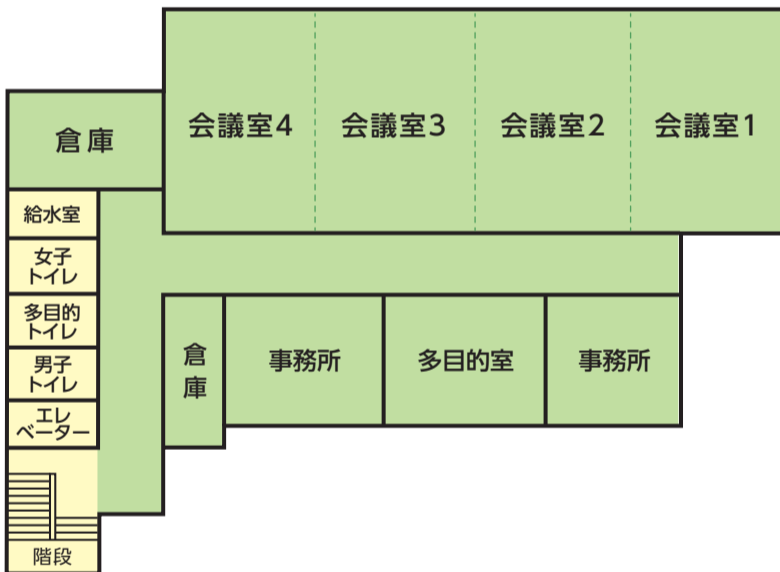 会議室4
会議室3
会議室2
会議室1
倉庫
給水室
女子
トイレ
多目的
トイレ
男子
トイレ
エレ
ベーター
階段
倉
庫
事務所
多目的室
事務所